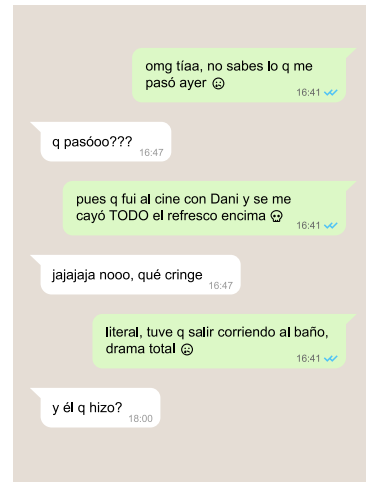 omg tíaa, no sabes lo q me
pasó ayer ☹
16:41
q pasóoo???
16:47
pues q fui al cine con Dani y se me
cayó TODO el refresco encima 💀
16:41
jajajaja nooo, qué cringe
16:47
literal, tuve q salir corriendo al baño,
drama total ☹
16:41
y él q hizo?
18:00